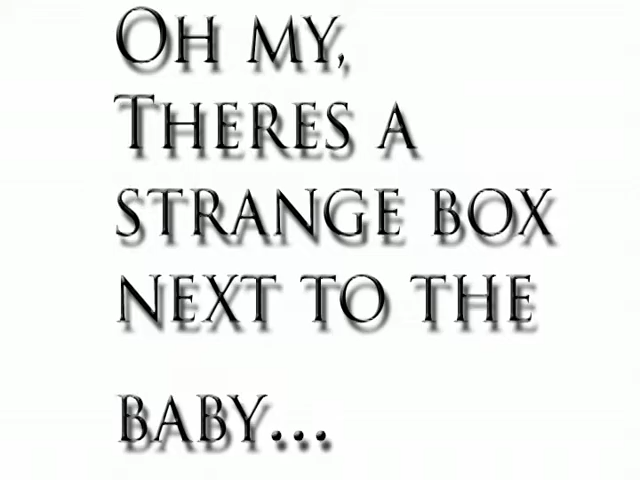 Oh my,
Theres a
strange box
next to the
baby...